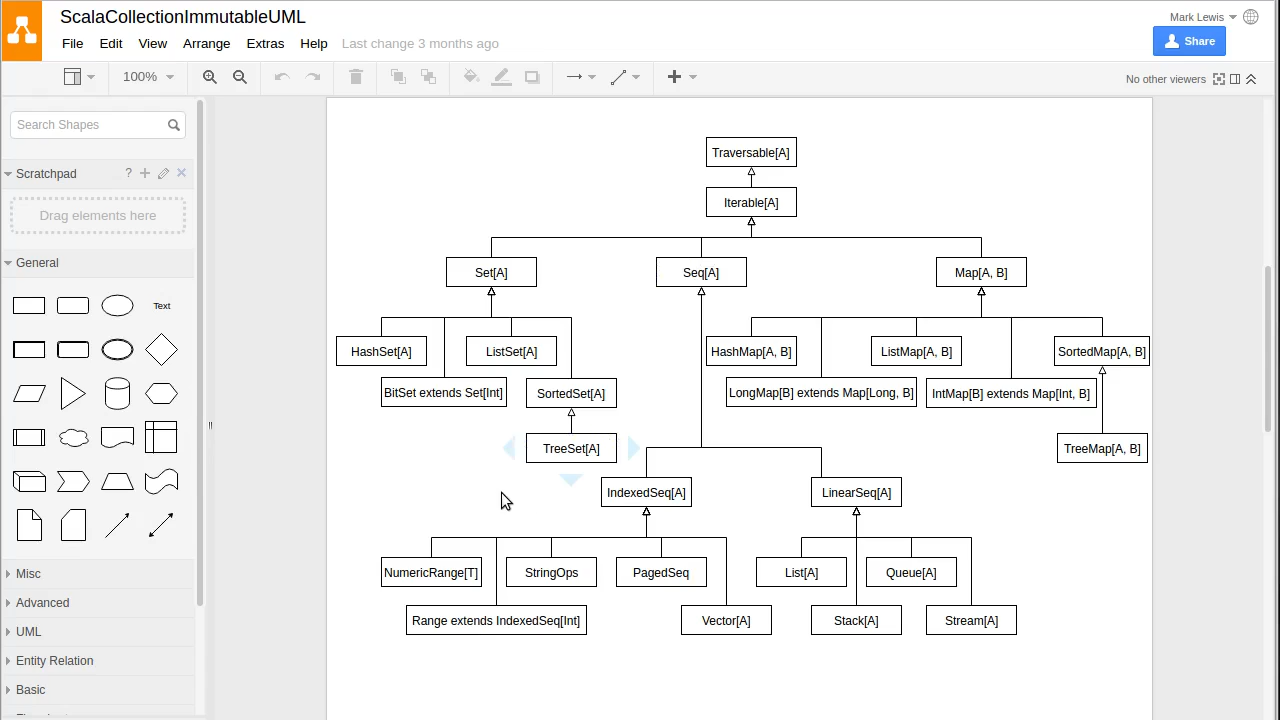 ScalaCollectionImmutableUML
Mark Lewis
File Edit View Arrange Extras Help Last change 3 months ago
Share
100%
No other viewers
Search Shapes
Scratchpad ?
Drag elements here
General
Text
Misc
Advanced
UML
Entity Relation
Basic
Traversable[A]
Iterable[A]
Set[A] Seq[A] Map[A, B]
HashSet[A] ListSet[A] HashMap[A, B] ListMap[A, B] SortedMap[A, B]
BitSet extends Set[Int] SortedSet[A] LongMap[B] extends Map[Long, B] IntMap[B] extends Map[Int, B]
TreeSet[A] TreeMap[A, B]
IndexedSeq[A] LinearSeq[A]
NumericRange[T] StringOps PagedSeq List[A] Queue[A]
Range extends IndexedSeq[Int] Vector[A] Stack[A] Stream[A]